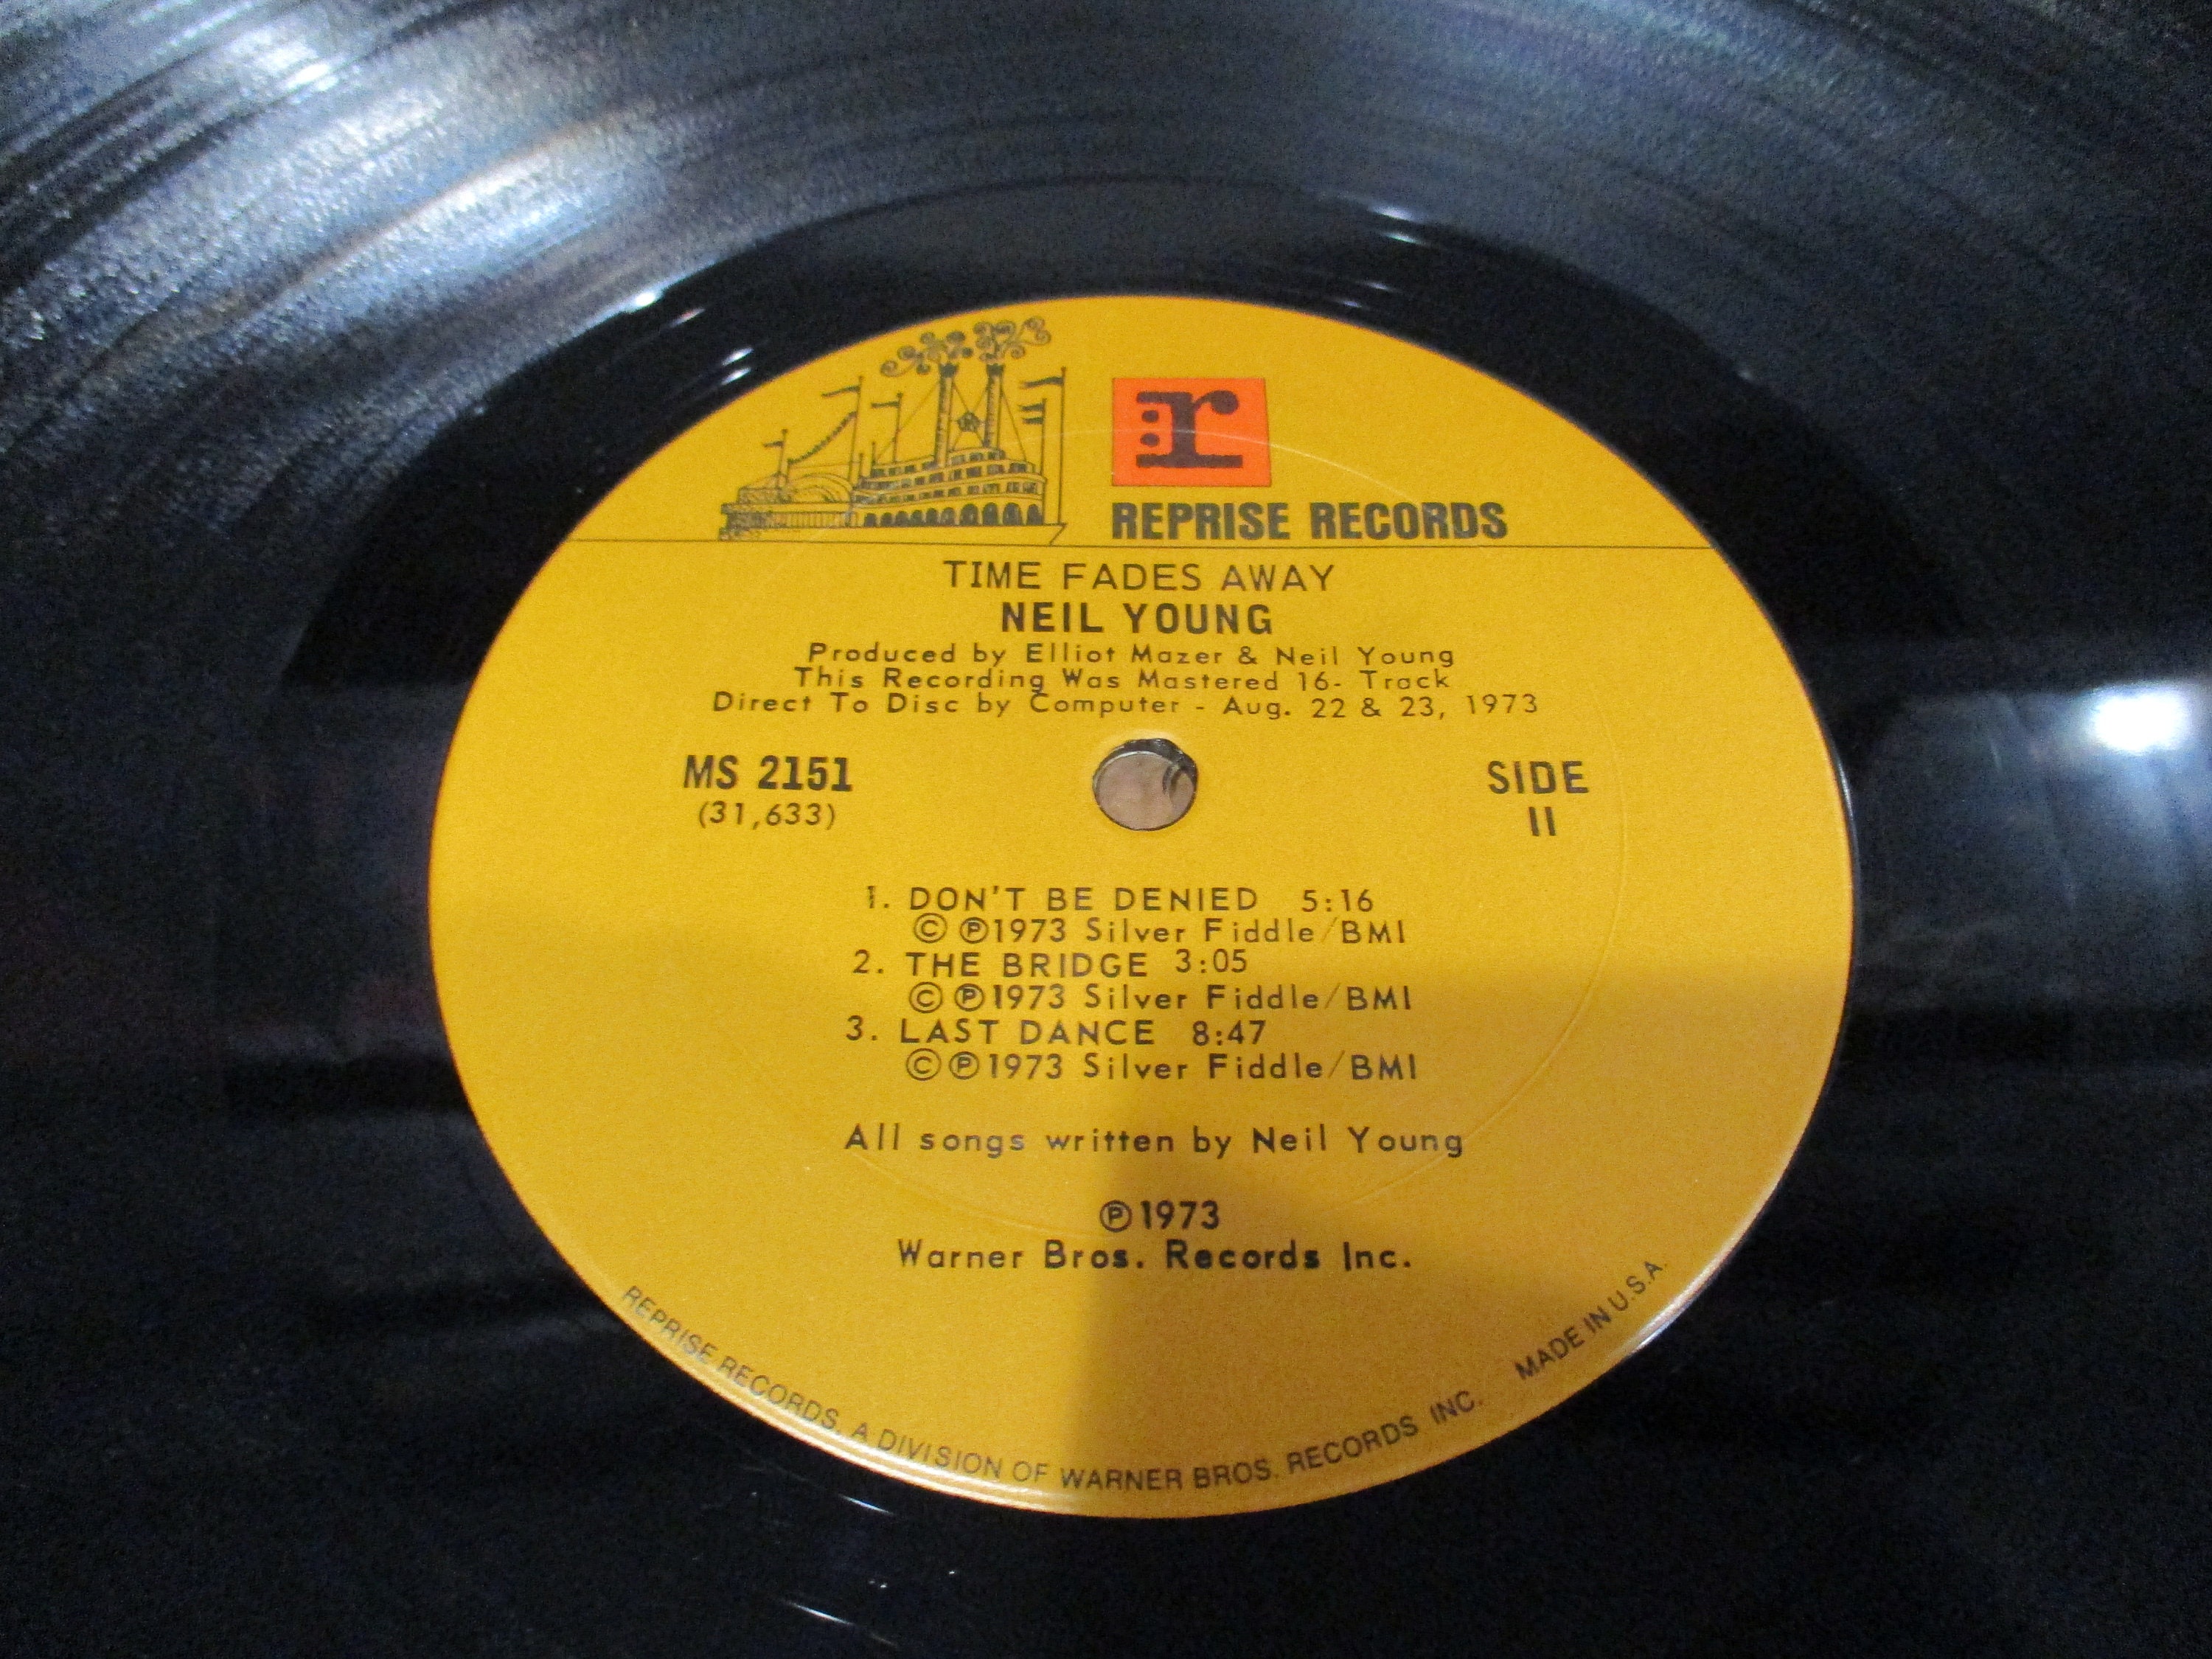 r
REPRISE RECORDS
TIME FADES AWAY
NEIL YOUNG
Produced by Elliot Mazer & Neil Young
This Recording Was Mastered 16- Track
Direct To Disc by Computer - Aug. 22 & 23, 1973
MS 2151
(31,633)
SIDE
II
1. DON'T BE DENIED 5:16
©℗1973 Silver Fiddle/BMI
2. THE BRIDGE 3:05
©℗1973 Silver Fiddle/BMI
3. LAST DANCE 8:47
©℗1973 Silver Fiddle/BMI
All songs written by Neil Young
℗1973
Warner Bros. Records Inc.
REPRISE RECORDS, A DIVISION OF WARNER BROS. RECORDS INC. MADE IN U.S.A.